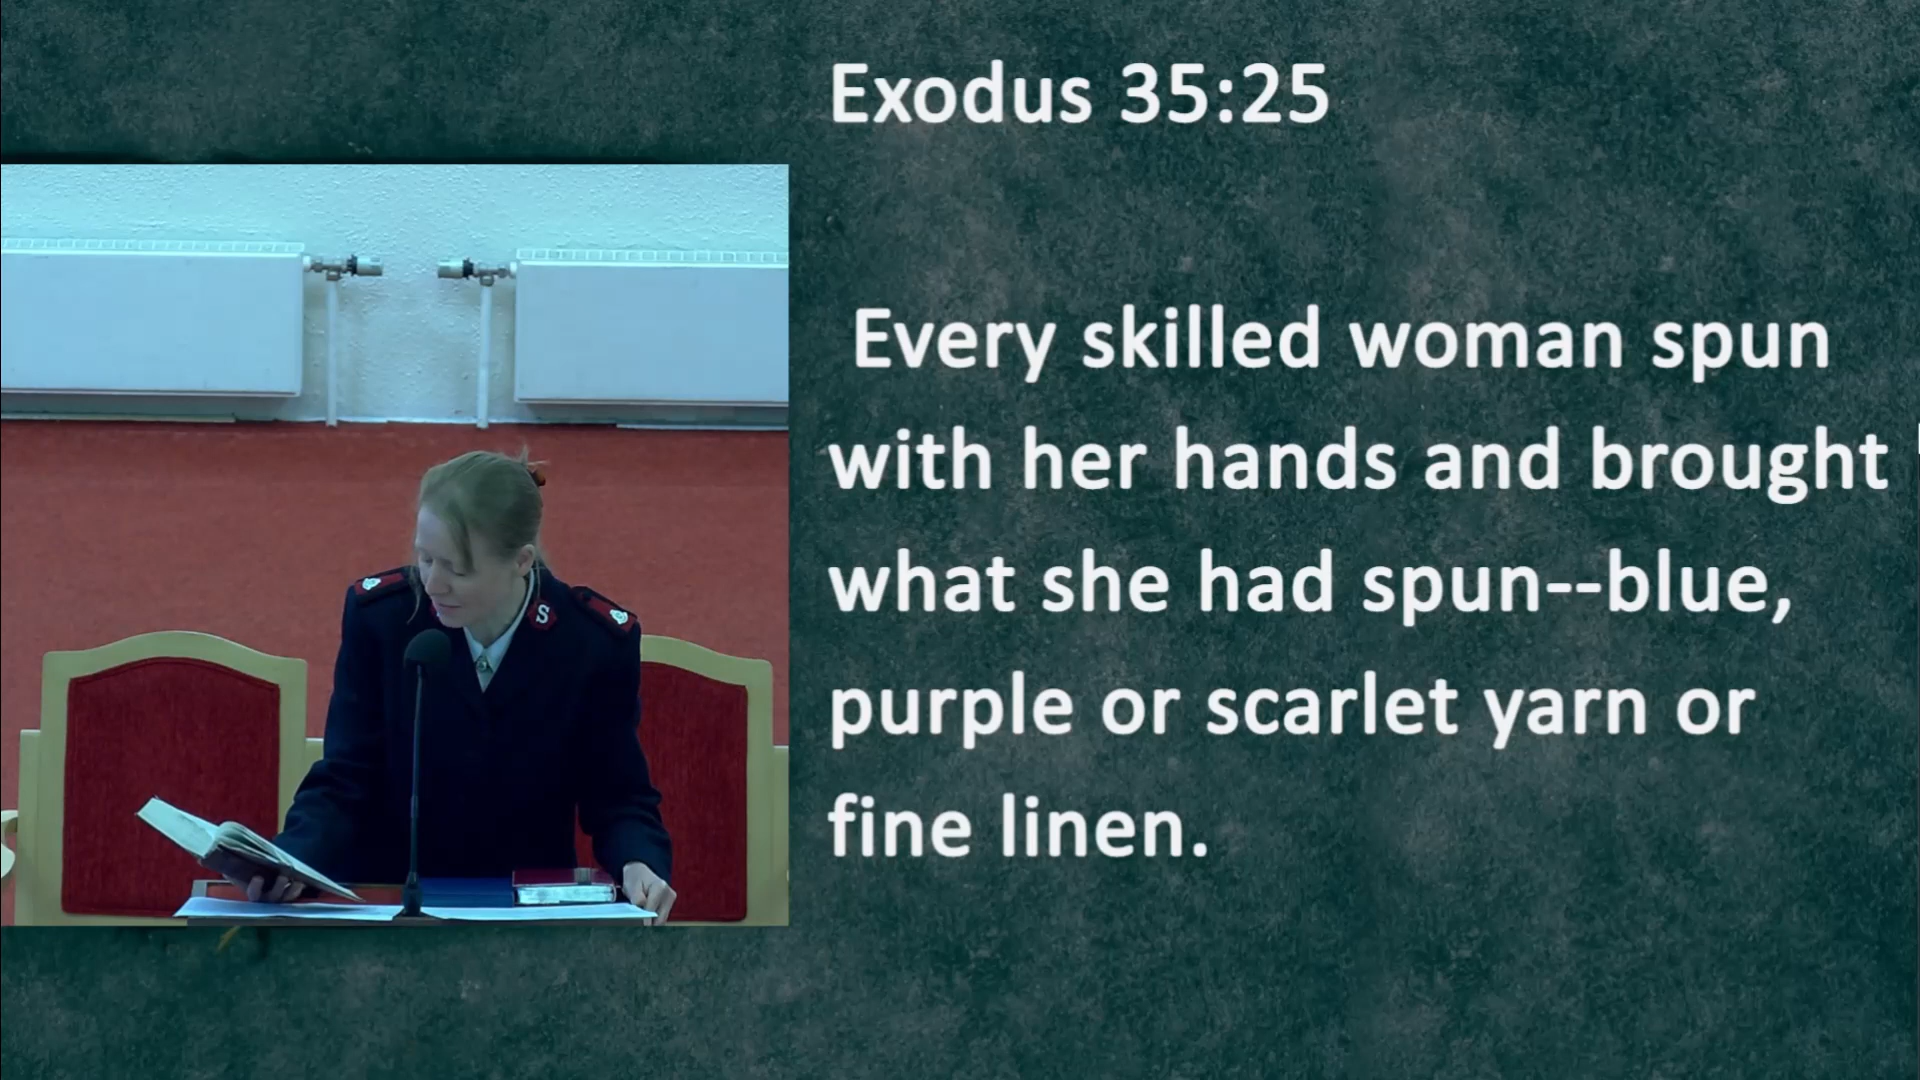 Exodus 35:25
Every skilled woman spun
with her hands and brought
what she had spun--blue,
purple or scarlet yarn or
fine linen.
S